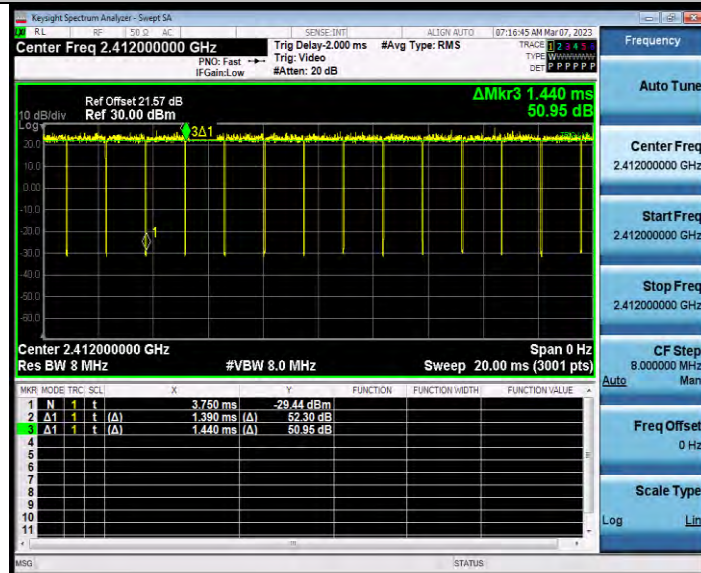 Keysight Spectrum Analyzer - Swept SA
RL RF 50 Ω AC SENSE:INT ALIGN AUTO 07:16:45 AM Mar 07, 2023
Center Freq 2.412000000 GHz
PNO: Fast
IFGain:Low
Trig Delay-2.000 ms
Trig: Video
#Atten: 20 dB
#Avg Type: RMS
TRACE 1 2 3 4 5 6
TYPE
DET P P P P P P
Frequency
ΔMkr3 1.440 ms
50.95 dB
Ref Offset 21.57 dB
10 dB/div Ref 30.00 dBm
Log
3Δ1
20.0
10.0
0.00
-10.0
-20.0
-30.0
-40.0
-50.0
-60.0
1
Center 2.412000000 GHz Span 0 Hz
Res BW 8 MHz #VBW 8.0 MHz Sweep 20.00 ms (3001 pts)
MKR MODE TRC SCL X Y FUNCTION FUNCTION WIDTH FUNCTION VALUE
1 N 1 t 3.750 ms -29.44 dBm
2 Δ1 1 t (Δ) 1.390 ms (Δ) 52.30 dB
3 Δ1 1 t (Δ) 1.440 ms (Δ) 50.95 dB
4
5
6
7
8
9
10
11
MSG STATUS
Auto Tune
Center Freq
2.412000000 GHz
Start Freq
2.412000000 GHz
Stop Freq
2.412000000 GHz
CF Step
8.000000 MHz
Auto Man
Freq Offset
0 Hz
Scale Type
Log Lin